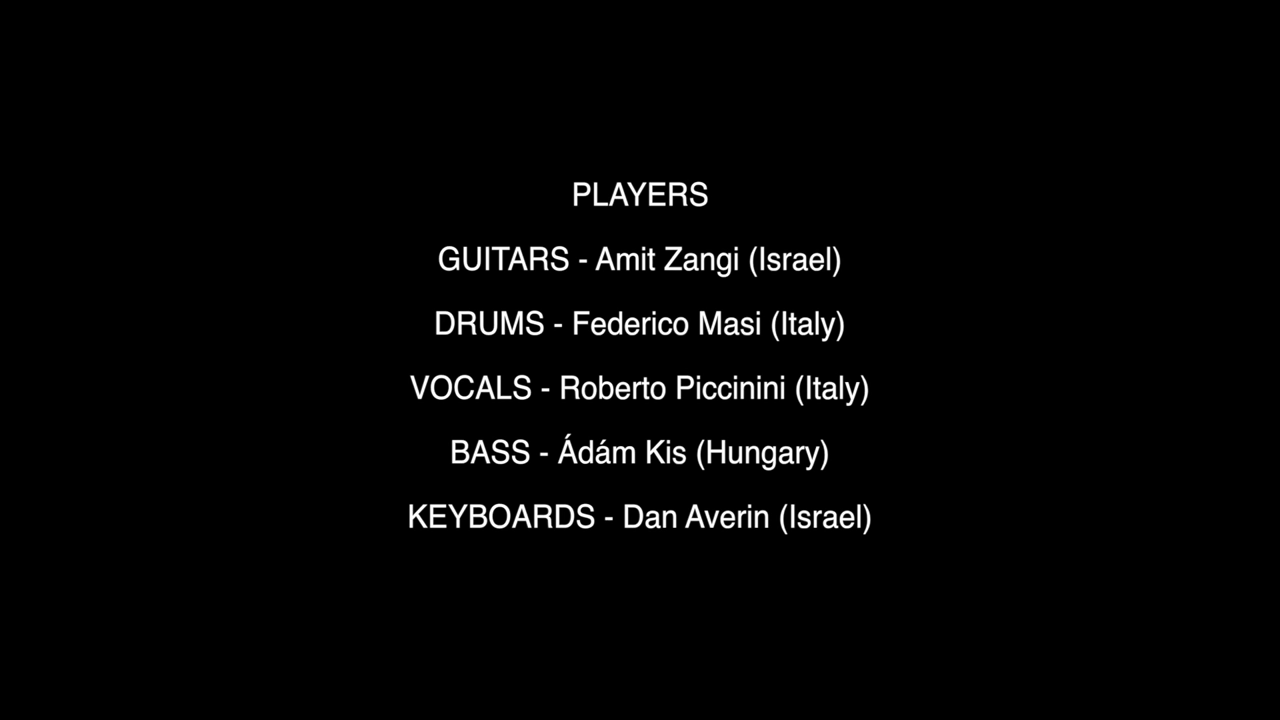 PLAYERS
GUITARS - Amit Zangi (Israel)
DRUMS - Federico Masi (Italy)
VOCALS - Roberto Piccinini (Italy)
BASS - Ádám Kis (Hungary)
KEYBOARDS - Dan Averin (Israel)